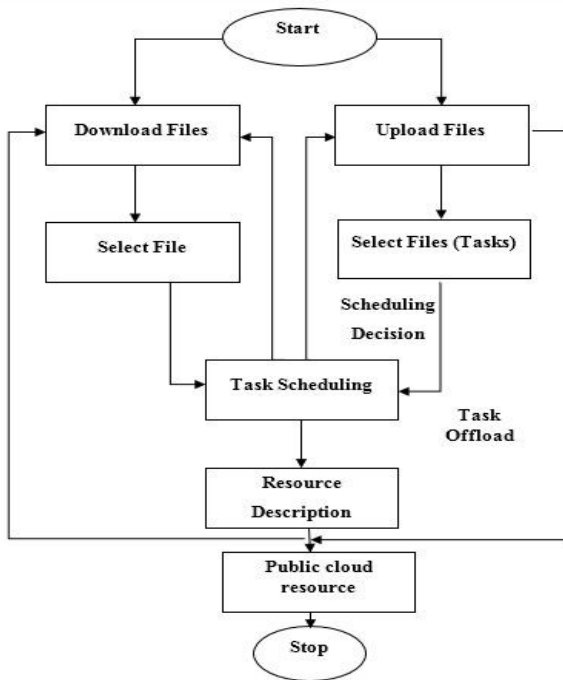 Start
Download Files
Upload Files
Select File
Select Files (Tasks)
Scheduling
Decision
Task Scheduling
Task
Offload
Resource
Description
Public cloud
resource
Stop